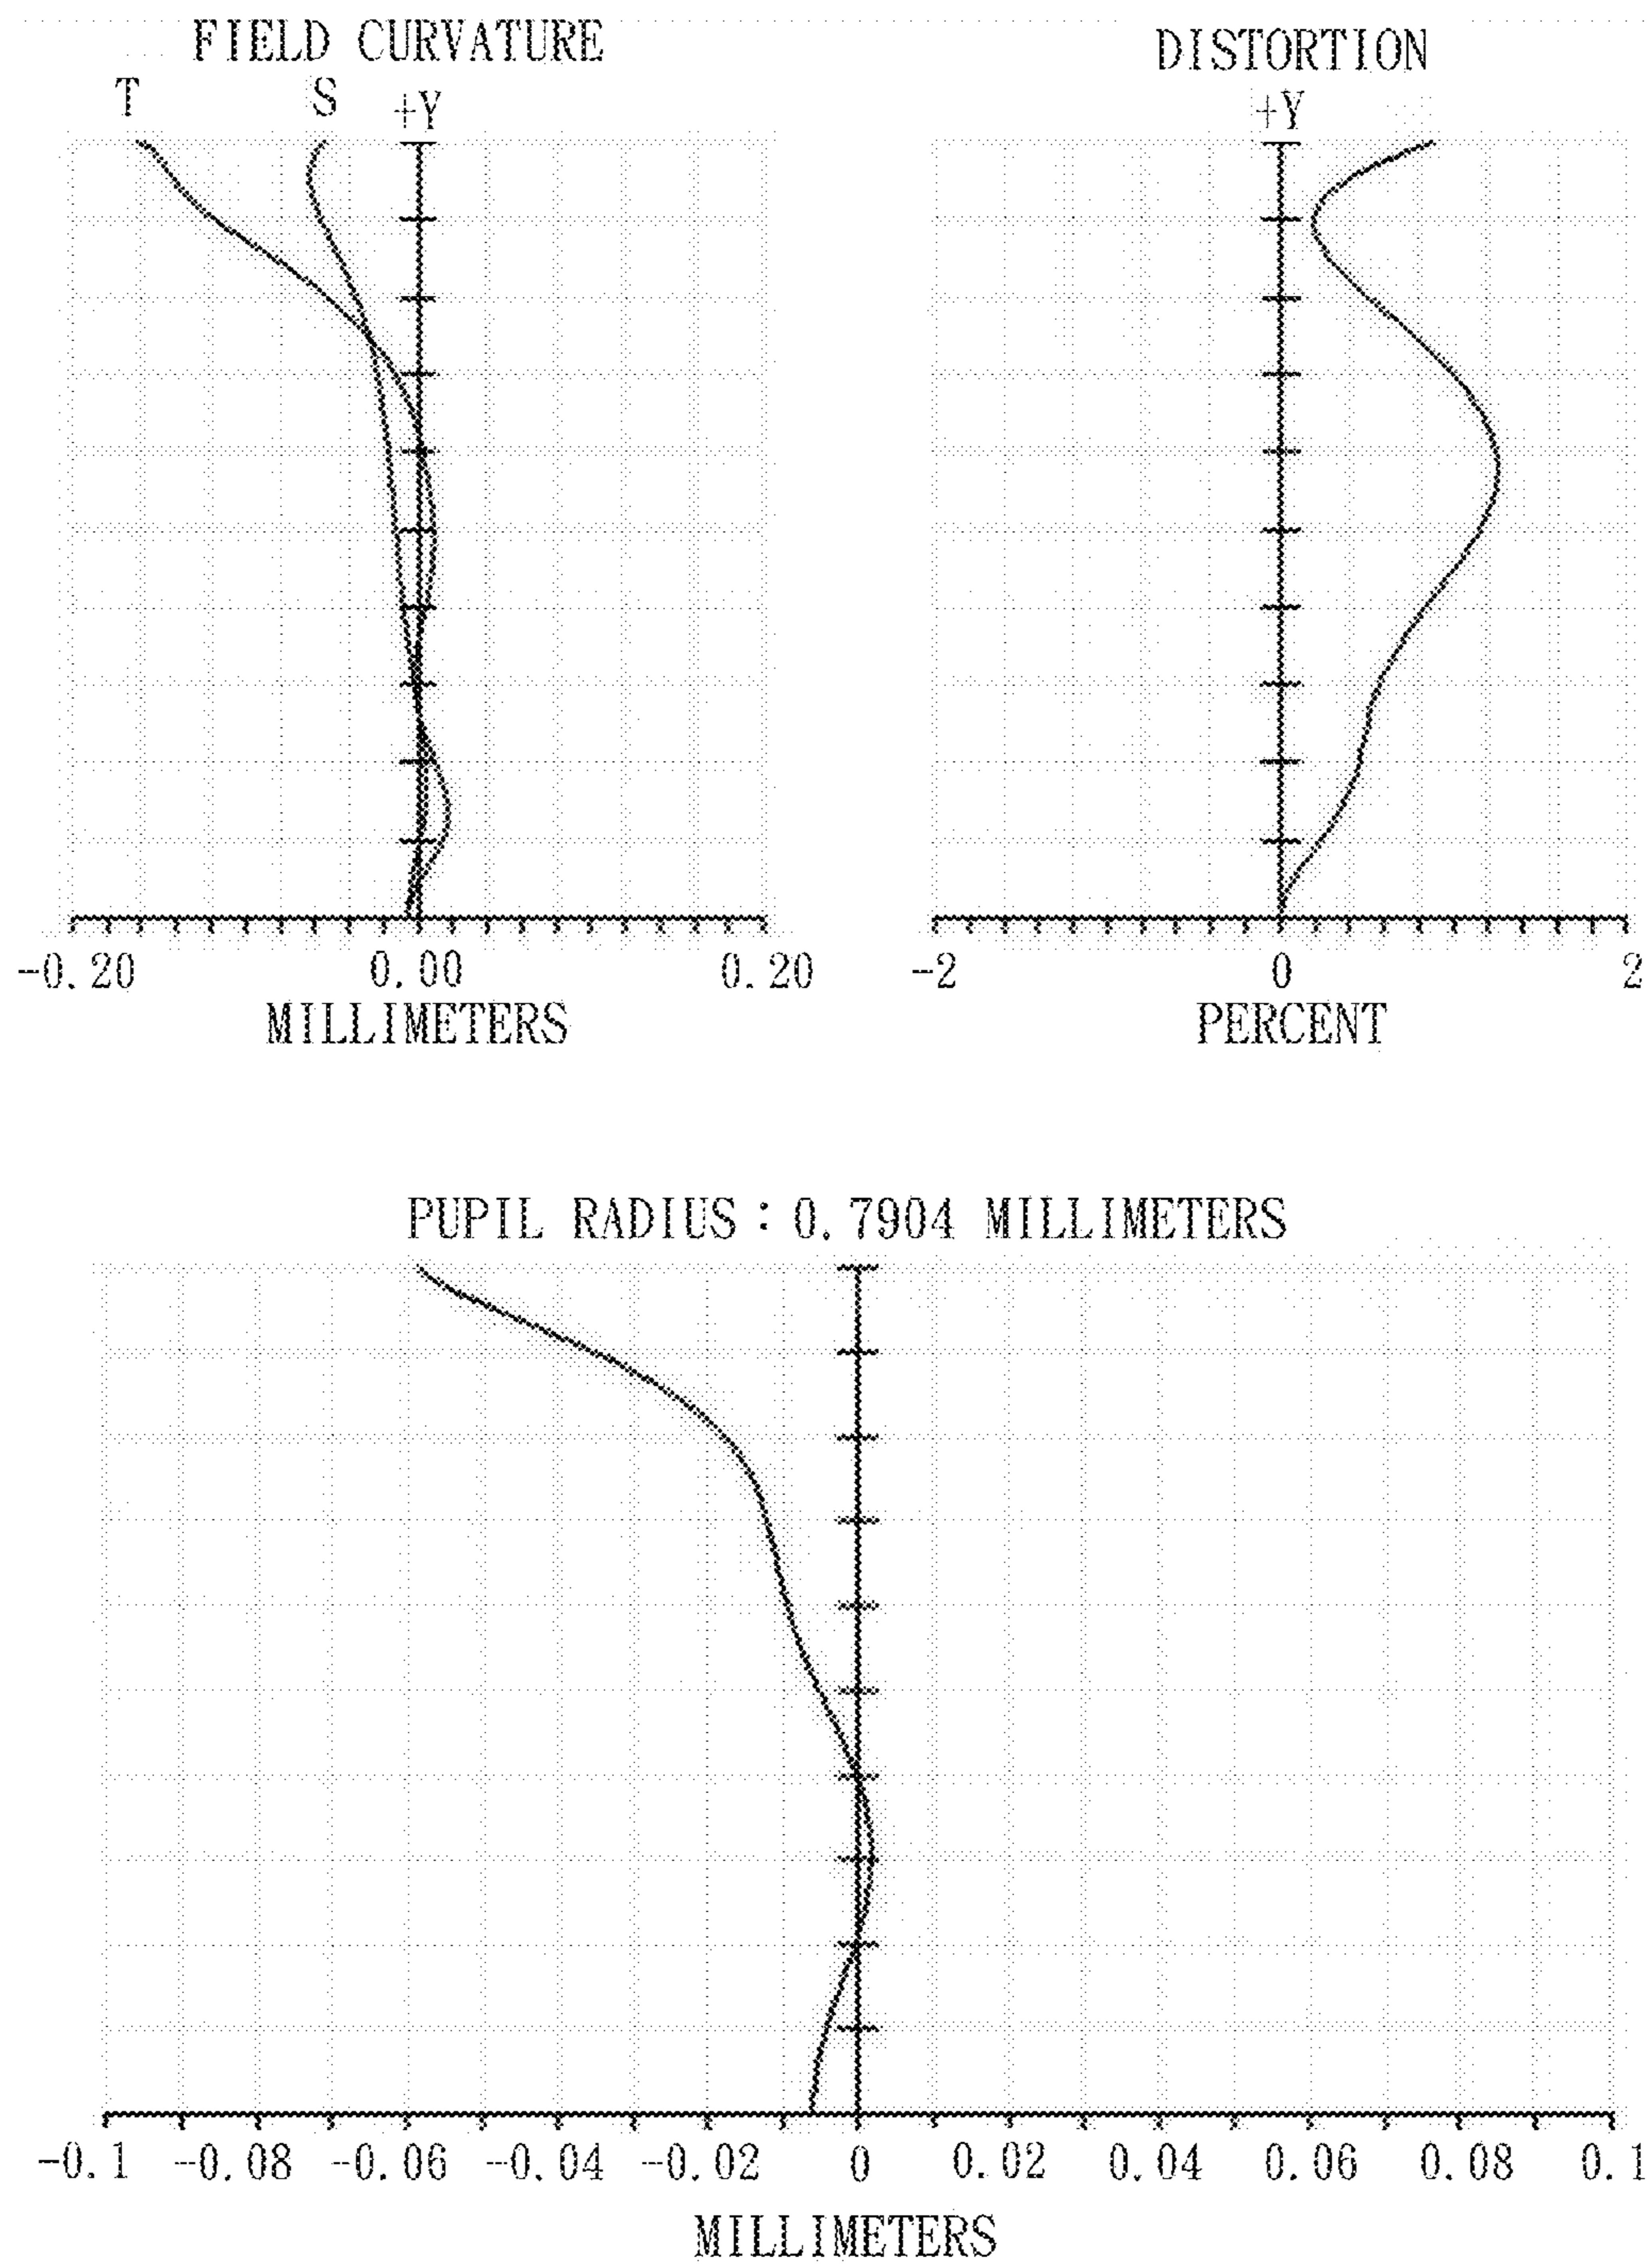 FIELD CURVATURE
T S +Y
-0.20 0.00 0.20
MILLIMETERS
DISTORTION
+Y
-2 0 2
PERCENT
PUPIL RADIUS : 0.7904 MILLIMETERS
-0.1 -0.08 -0.06 -0.04 -0.02 0 0.02 0.04 0.06 0.08 0.1
MILLIMETERS